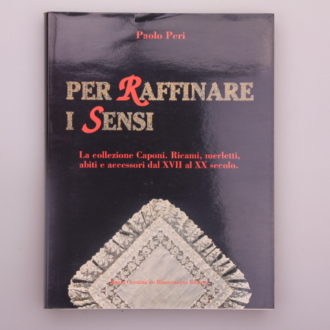 Paolo Peri
PER RAFFINARE
I SENSI
La collezione Caponi. Ricami, merletti,
abiti e accessori dal XVII al XX secolo.